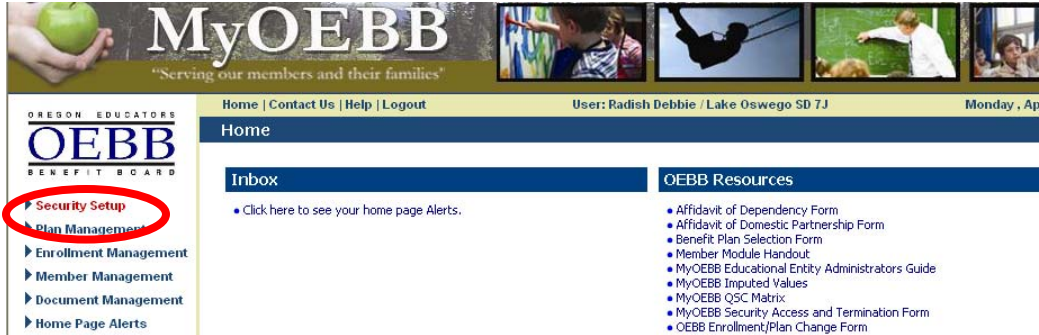 MyOEBB
"Serving our members and their families"
Home | Contact Us | Help | Logout
User: Radish Debbie / Lake Oswego SD 7J
Monday , Ap
OREGON EDUCATORS
OEBB
BENEFIT BOARD
Home
Security Setup
Plan Management
Enrollment Management
Member Management
Document Management
Home Page Alerts
Inbox
Click here to see your home page Alerts.
OEBB Resources
Affidavit of Dependency Form
Affidavit of Domestic Partnership Form
Benefit Plan Selection Form
Member Module Handout
MyOEBB Educational Entity Administrators Guide
MyOEBB Imputed Values
MyOEBB QSC Matrix
MyOEBB Security Access and Termination Form
OEBB Enrollment/Plan Change Form